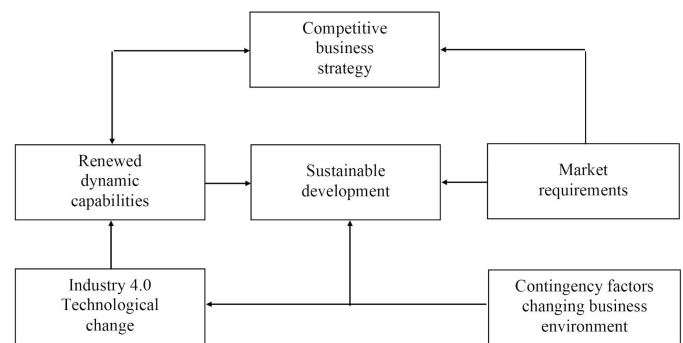 Competitive
business
strategy
Renewed
dynamic
capabilities
Sustainable
development
Market
requirements
Industry 4.0
Technological
change
Contingency factors
changing business
environment